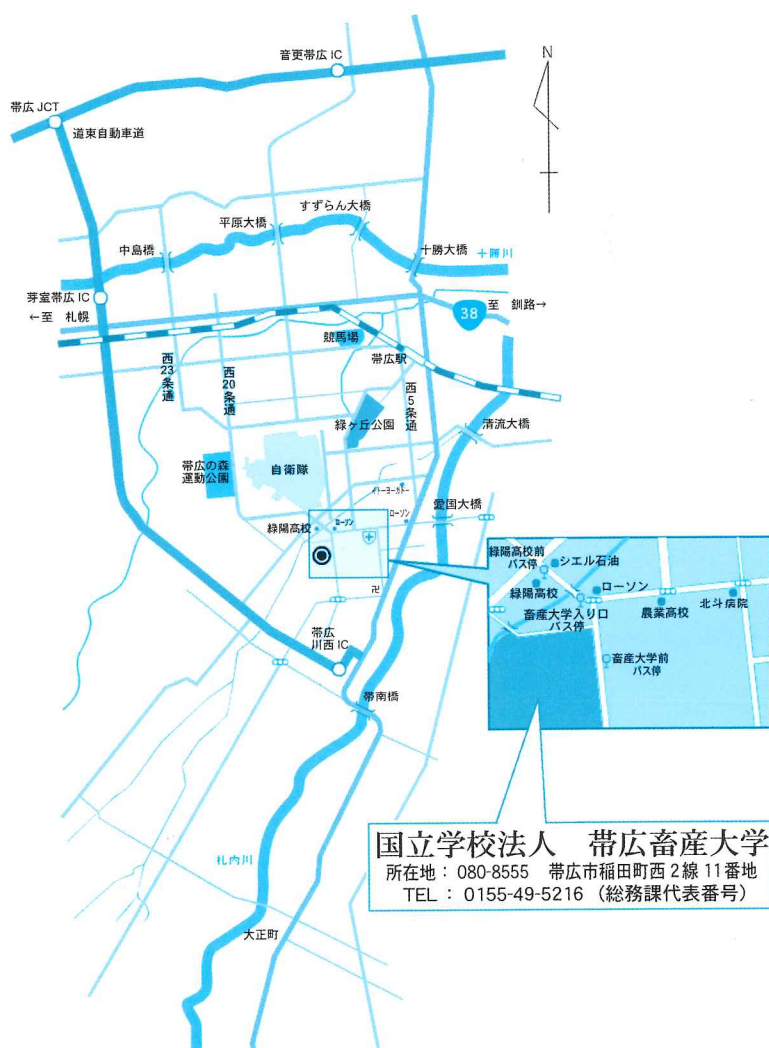 音更帯広 IC
N
帯広 JCT
道東自動車道
すずらん大橋
平原大橋
中島橋
十勝大橋
十勝川
芽室帯広 IC
←至 札幌
38
至 釧路→
競馬場
帯広駅
西23条通
西20条通
西5条通
緑ヶ丘公園
清流大橋
帯広の森
運動公園
自衛隊
イトーヨーカドー
ローソン
愛国大橋
緑陽高校
ローソン
卍
緑陽高校前
バス停
シエル石油
緑陽高校
ローソン
畜産大学入り口
バス停
農業高校
北斗病院
畜産大学前
バス停
帯広
川西 IC
帯南橋
国立学校法人 帯広畜産大学
所在地 : 080-8555 帯広市稲田町西 2 線 11 番地
TEL : 0155-49-5216 (総務課代表番号)
札内川
大正町